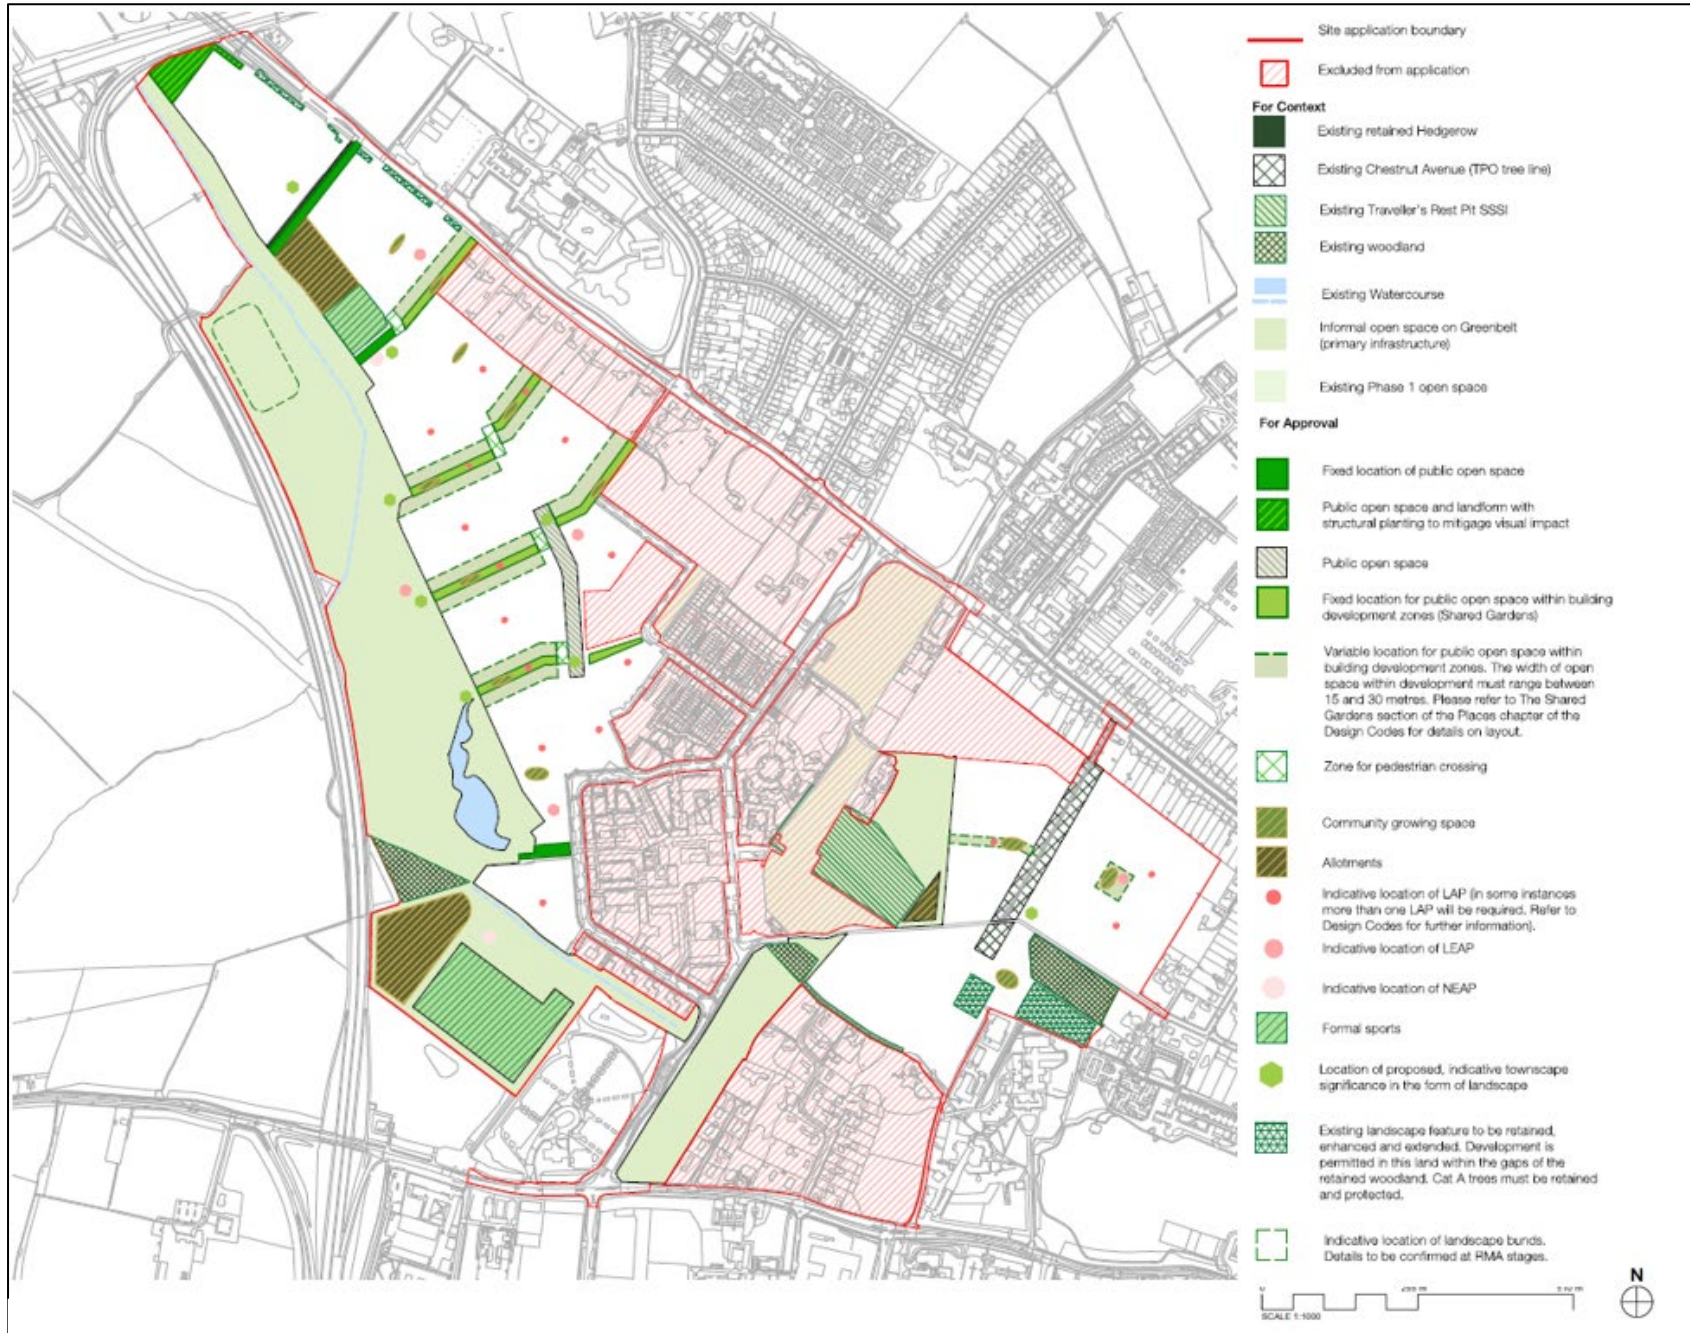 Site application boundary
Excluded from application
For Context
Existing retained Hedgerow
Existing Chestnut Avenue (TPO tree line)
Existing Traveller's Rest Pit SSSI
Existing woodland
Existing Watercourse
Informal open space on Greenbelt
(primary infrastructure)
Existing Phase 1 open space
For Approval
Fixed location of public open space
Public open space and landform with
structural planting to mitigage visual impact
Public open space
Fixed location for public open space within building
development zones (Shared Gardens)
Variable location for public open space within
building development zones. The width of open
space within development must range between
15 and 30 metres. Please refer to The Shared
Gardens section of the Places chapter of the
Design Codes for details on layout.
Zone for pedestrian crossing
Community growing space
Allotments
Indicative location of LAP (in some instances
more than one LAP will be required. Refer to
Design Codes for further information).
Indicative location of LEAP
Indicative location of NEAP
Formal sports
Location of proposed, indicative townscape
significance in the form of landscape
Existing landscape feature to be retained,
enhanced and extended. Development is
permitted in this land within the gaps of the
retained woodland. Cat A trees must be retained
and protected.
Indicative location of landscape bunds.
Details to be confirmed at RMA stages.
N
SCALE 1:1000